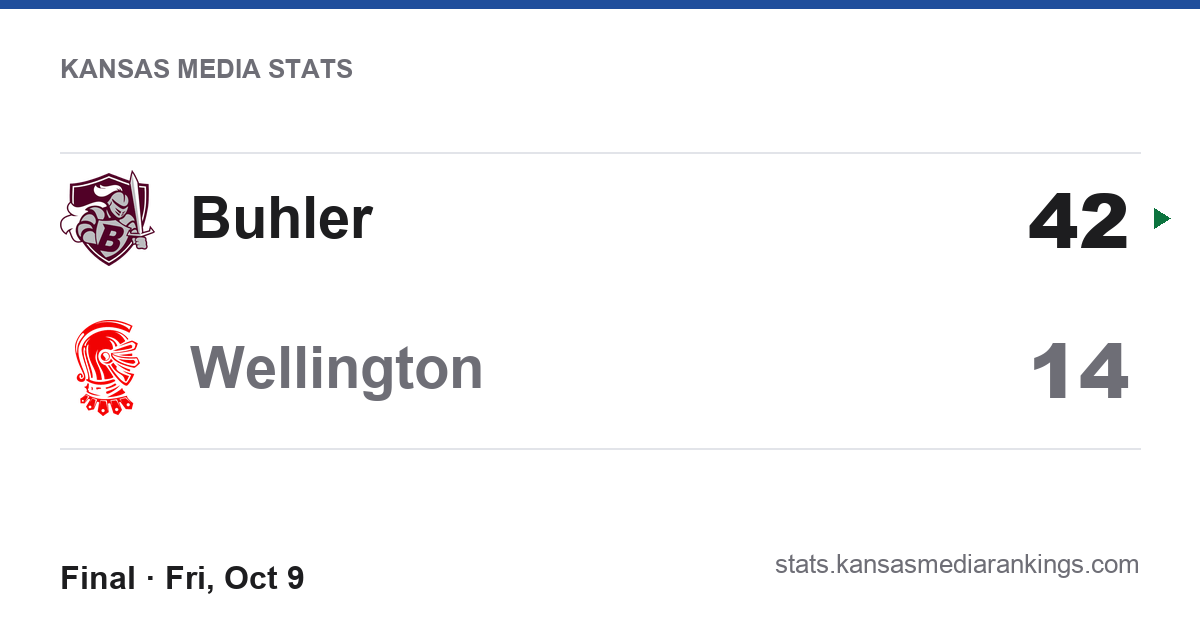 KANSAS MEDIA STATS
Buhler 42
B
Wellington 14
Final · Fri, Oct 9
stats.kansasmediarankings.com